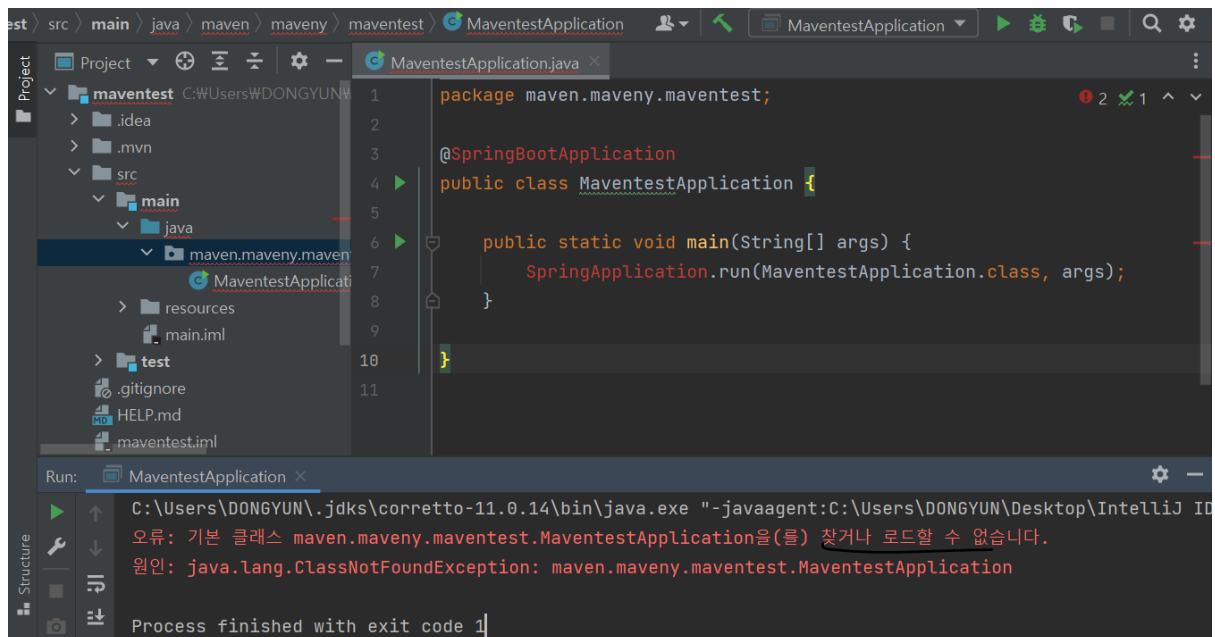 est > src > main > java > maven > maveny > maventest > MaventestApplication
MaventestApplication
Project
Project
maventest C:₩Users₩DONGYUN₩
.idea
.mvn
src
main
java
maven.maveny.maven
MaventestApplicati
resources
main.iml
test
.gitignore
HELP.md
maventest.iml
MaventestApplication.java
2 1
1 package maven.maveny.maventest;
2
3 @SpringBootApplication
4 public class MaventestApplication {
5
6 public static void main(String[] args) {
7 SpringApplication.run(MaventestApplication.class, args);
8 }
9
10 }
11
Run: MaventestApplication
Structure
C:\Users\DONGYUN\.jdks\corretto-11.0.14\bin\java.exe "-javaagent:C:\Users\DONGYUN\Desktop\IntelliJ ID
오류: 기본 클래스 maven.maveny.maventest.MaventestApplication을(를) 찾거나 로드할 수 없습니다.
원인: java.lang.ClassNotFoundException: maven.maveny.maventest.MaventestApplication
Process finished with exit code 1